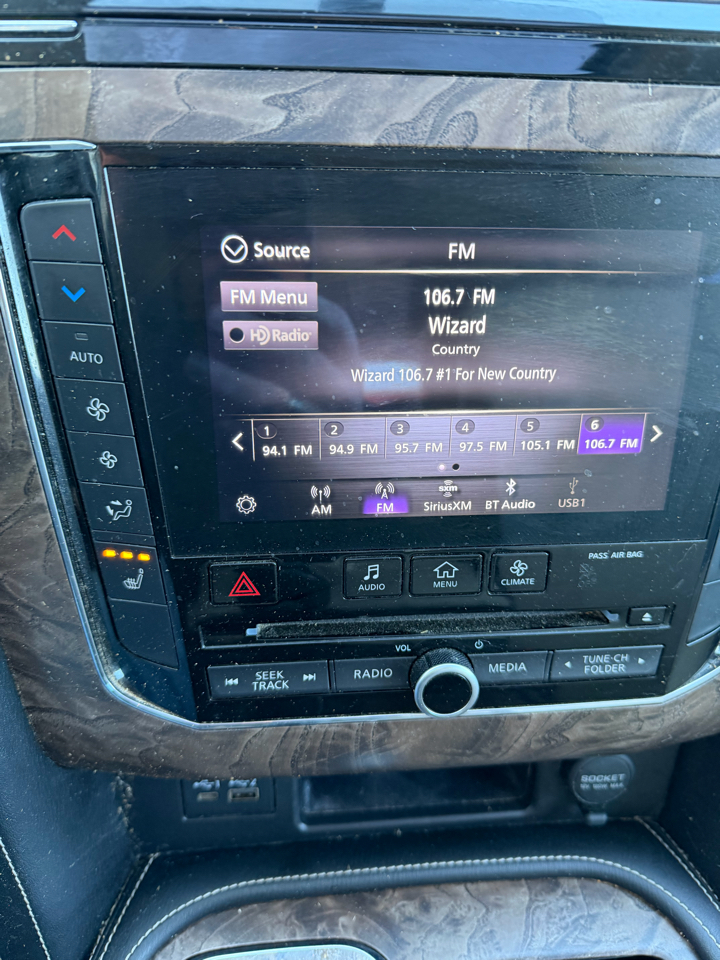 Source
FM
FM Menu
106.7 FM
HD Radio
Wizard
Country
Wizard 106.7 #1 For New Country
1 2 3 4 5 6
94.1 FM 94.9 FM 95.7 FM 97.5 FM 105.1 FM 106.7 FM
AM
FM
sxm
SiriusXM
BT Audio
USB1
AUTO
PASS AIR BAG
AUDIO
MENU
CLIMATE
VOL
SEEK
TRACK
RADIO
MEDIA
TUNE·CH
FOLDER
SOCKET